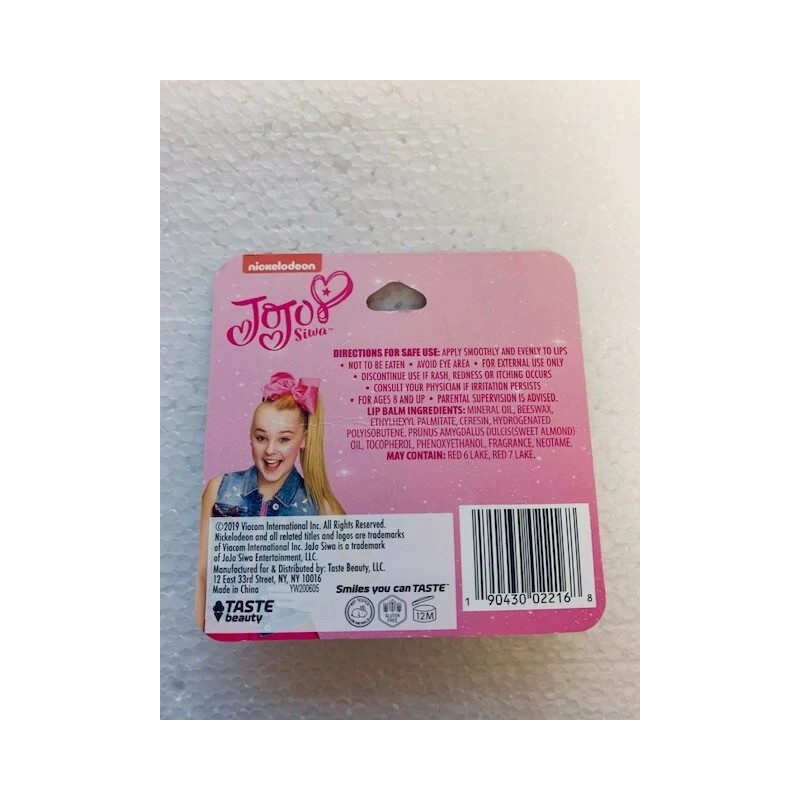 nickelodeon
JoJo
Siwa™
DIRECTIONS FOR SAFE USE: APPLY SMOOTHLY AND EVENLY TO LIPS
• NOT TO BE EATEN • AVOID EYE AREA • FOR EXTERNAL USE ONLY
• DISCONTINUE USE IF RASH, REDNESS OR ITCHING OCCURS
• CONSULT YOUR PHYSICIAN IF IRRITATION PERSISTS
• FOR AGES 8 AND UP • PARENTAL SUPERVISION IS ADVISED.
LIP BALM INGREDIENTS: MINERAL OIL, BEESWAX,
ETHYLHEXYL PALMITATE, CERESIN, HYDROGENATED
POLYISOBUTENE, PRUNUS AMYGDALUS DULCIS(SWEET ALMOND)
OIL, TOCOPHEROL, PHENOXYETHANOL, FRAGRANCE, NEOTAME.
MAY CONTAIN: RED 6 LAKE, RED 7 LAKE.
©2019 Viacom International Inc. All Rights Reserved.
Nickelodeon and all related titles and logos are trademarks
of Viacom International Inc. JoJo Siwa is a trademark
of JoJo Siwa Entertainment, LLC.
Manufactured for & Distributed by: Taste Beauty, LLC.
12 East 33rd Street, NY, NY 10016
Made in China YW200605
TASTE
beauty
Smiles you can TASTE™
GLUTEN
FREE
12M
1 90430 02216 8